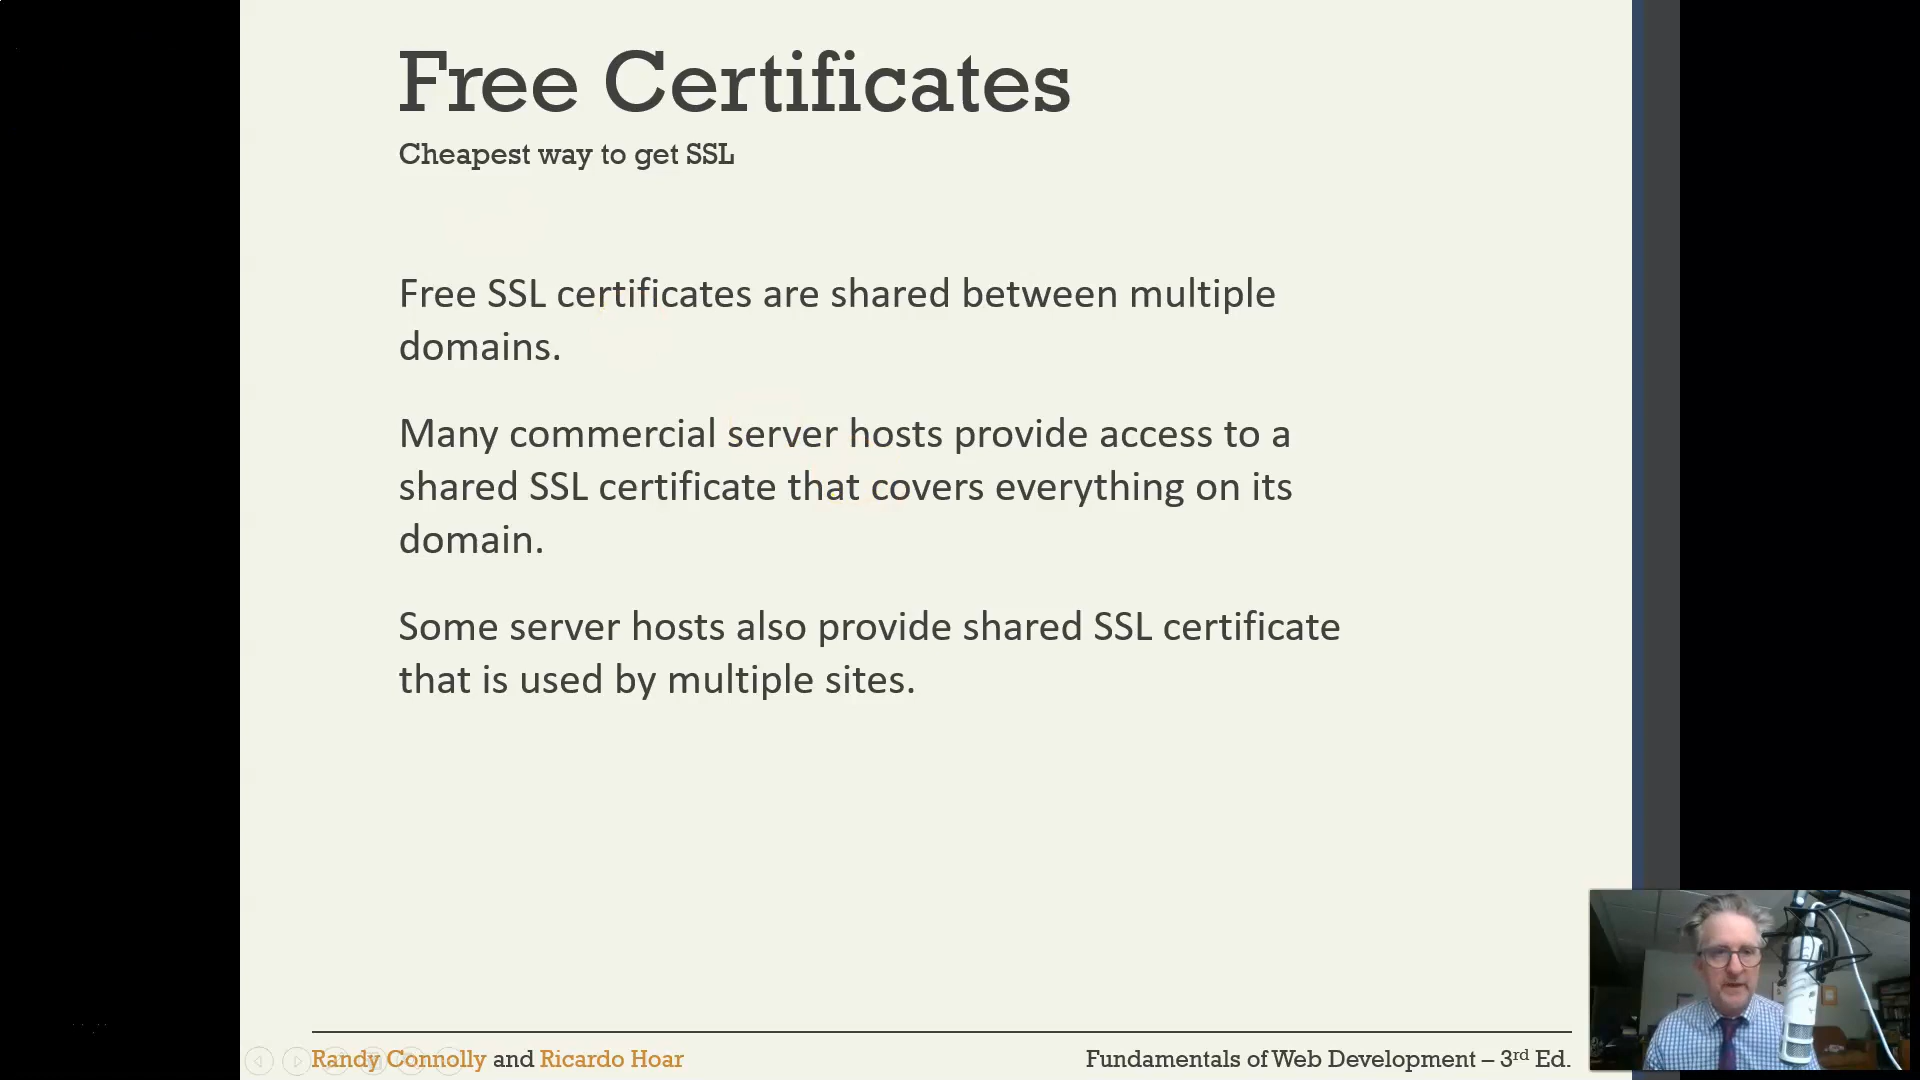 Free Certificates
Cheapest way to get SSL
Free SSL certificates are shared between multiple
domains.
Many commercial server hosts provide access to a
shared SSL certificate that covers everything on its
domain.
Some server hosts also provide shared SSL certificate
that is used by multiple sites.
Randy Connolly and Ricardo Hoar
Fundamentals of Web Development – 3rd Ed.